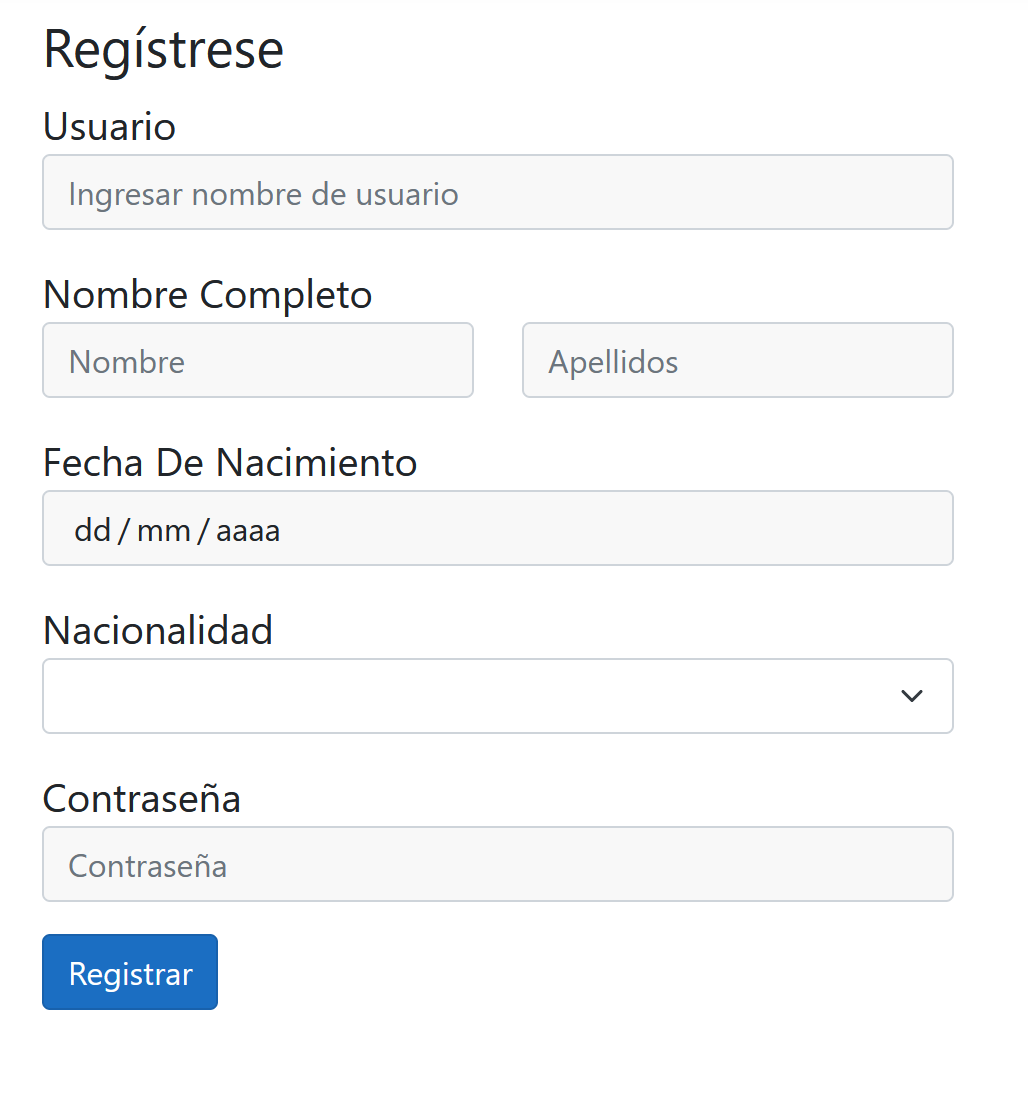 Regístrese
Usuario
Ingresar nombre de usuario
Nombre Completo
Nombre Apellidos
Fecha De Nacimiento
dd / mm / aaaa
Nacionalidad
Contraseña
Contraseña
Registrar